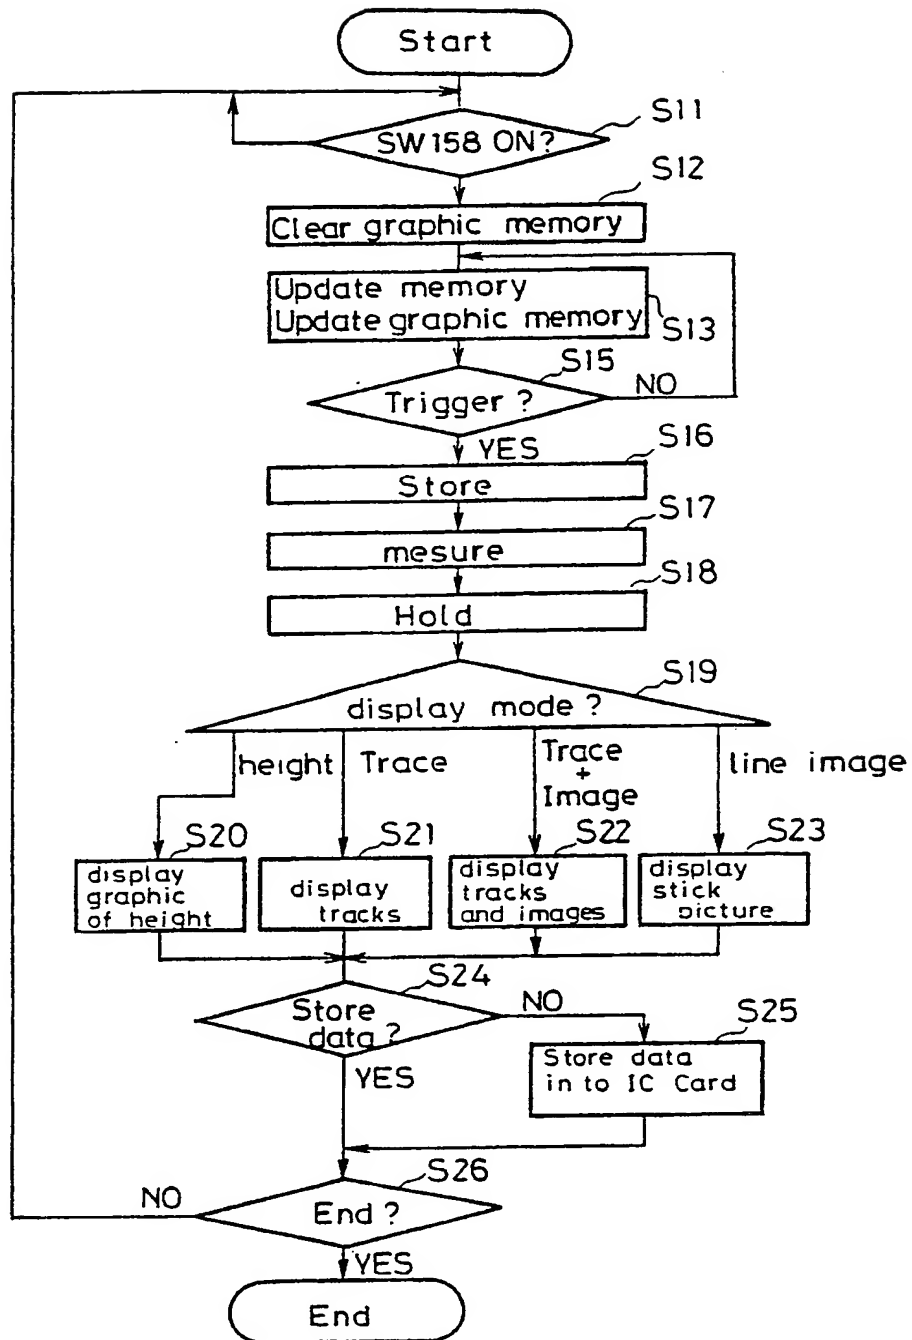 Start
S11
SW158 ON?
S12
Clear graphic memory
Update memory
Update graphic memory
S13
S15
Trigger ?
NO
YES
S16
Store
S17
mesure
S18
Hold
S19
display mode ?
height
Trace
Trace
+
Image
line image
S20
display
graphic
of height
S21
display
tracks
S22
display
tracks
and images
S23
display
stick
picture
S24
Store
data ?
NO
YES
S25
Store data
in to IC Card
S26
End ?
NO
YES
End